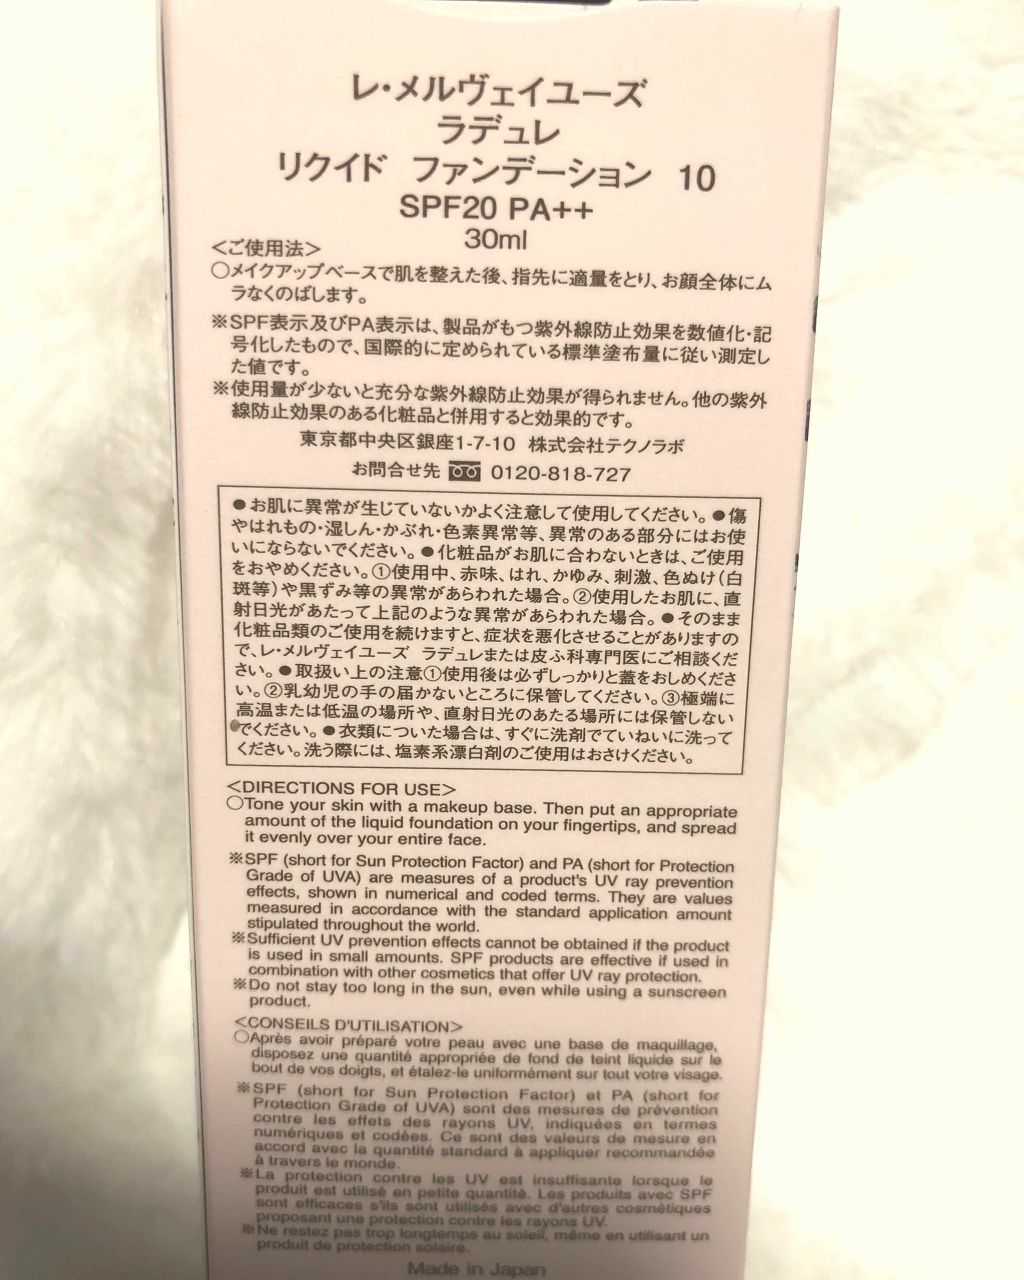 レ・メルヴェイユーズ
ラデュレ
リクイド ファンデーション 10
SPF20 PA++
30ml
＜ご使用法＞
○メイクアップベースで肌を整えた後、指先に適量をとり、お顔全体にム
ラなくのばします。
※SPF表示及びPA表示は、製品がもつ紫外線防止効果を数値化・記
号化したもので、国際的に定められている標準塗布量に従い測定し
た値です。
※使用量が少ないと充分な紫外線防止効果が得られません。他の紫外
線防止効果のある化粧品と併用すると効果的です。
東京都中央区銀座1-7-10 株式会社テクノラボ
お問合せ先 0120-818-727
●お肌に異常が生じていないかよく注意して使用してください。●傷
やはれもの・湿しん・かぶれ・色素異常等、異常のある部分にはお使
いにならないでください。●化粧品がお肌に合わないときは、ご使用
をおやめください。①使用中、赤味、はれ、かゆみ、刺激、色ぬけ（白
斑等）や黒ずみ等の異常があらわれた場合。②使用したお肌に、直
射日光があたって上記のような異常があらわれた場合。●そのまま
化粧品類のご使用を続けますと、症状を悪化させることがありますの
で、レ・メルヴェイユーズ ラデュレまたは皮ふ科専門医にご相談くだ
さい。●取扱い上の注意①使用後は必ずしっかりと蓋をおしめくださ
い。②乳幼児の手の届かないところに保管してください。③極端に
高温または低温の場所や、直射日光のあたる場所には保管しない
でください。●衣類についた場合は、すぐに洗剤でていねいに洗って
ください。洗う際には、塩素系漂白剤のご使用はおさけください。
＜DIRECTIONS FOR USE＞
○Tone your skin with a makeup base. Then put an appropriate
amount of the liquid foundation on your fingertips, and spread
it evenly over your entire face.
※SPF (short for Sun Protection Factor) and PA (short for Protection
Grade of UVA) are measures of a product's UV ray prevention
effects, shown in numerical and coded terms. They are values
measured in accordance with the standard application amount
stipulated throughout the world.
※Sufficient UV prevention effects cannot be obtained if the product
is used in small amounts. SPF products are effective if used in
combination with other cosmetics that offer UV ray protection.
※Do not stay too long in the sun, even while using a sunscreen
product.
＜CONSEILS D'UTILISATION＞
○Après avoir préparé votre peau avec une base de maquillage,
disposez une quantité appropriée de fond de teint liquide sur le
bout de vos doigts, et étalez-le uniformément sur tout votre visage.
※SPF (short for Sun Protection Factor) et PA (short for
Protection Grade of UVA) sont des mesures de prévention
contre les effets des rayons UV, indiquées en termes
numériques et codées. Ce sont des valeurs de mesure en
accord avec la quantité standard à appliquer recommandée
à travers le monde.
※La protection contre les UV est insuffisante lorsque le
produit est utilisé en petite quantité. Les produits avec SPF
sont efficaces s'ils sont utilisés avec d'autres cosmétiques
proposant une protection contre les rayons UV.
※Ne restez pas trop longtemps au soleil, même en utilisant un
produit de protection solaire.
Made in Japan